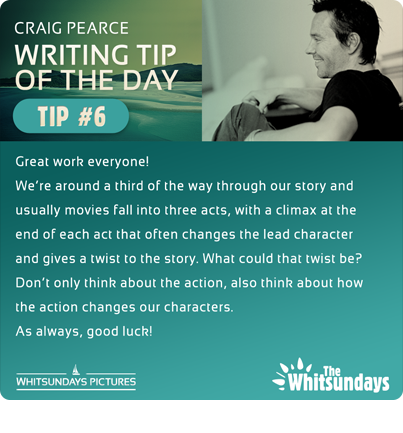 CRAIG PEARCE
WRITING TIP
OF THE DAY
TIP #6
Great work everyone!
We're around a third of the way through our story and
usually movies fall into three acts, with a climax at the
end of each act that often changes the lead character
and gives a twist to the story. What could that twist be?
Don't only think about the action, also think about how
the action changes our characters.
As always, good luck!
WHITSUNDAYS PICTURES
The
Whitsundays